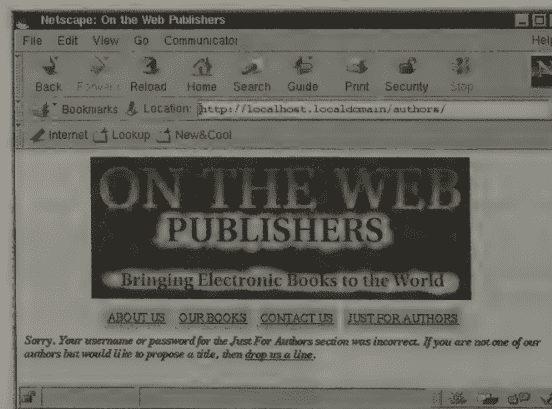 Netscape: On the Web Publishers
File Edit View Go Communicator Help
Back Forward Reload Home Search Guide Print Security Stop
Bookmarks Location: http://localhost.localdomain/authors/
Internet Lookup New&Cool
ON THE WEB
PUBLISHERS
Bringing Electronic Books to the World
ABOUT US OUR BOOKS CONTACT US JUST FOR AUTHORS
Sorry. Your username or password for the Just For Authors section was incorrect. If you are not one of our
authors but would like to propose a title, then drop us a line.